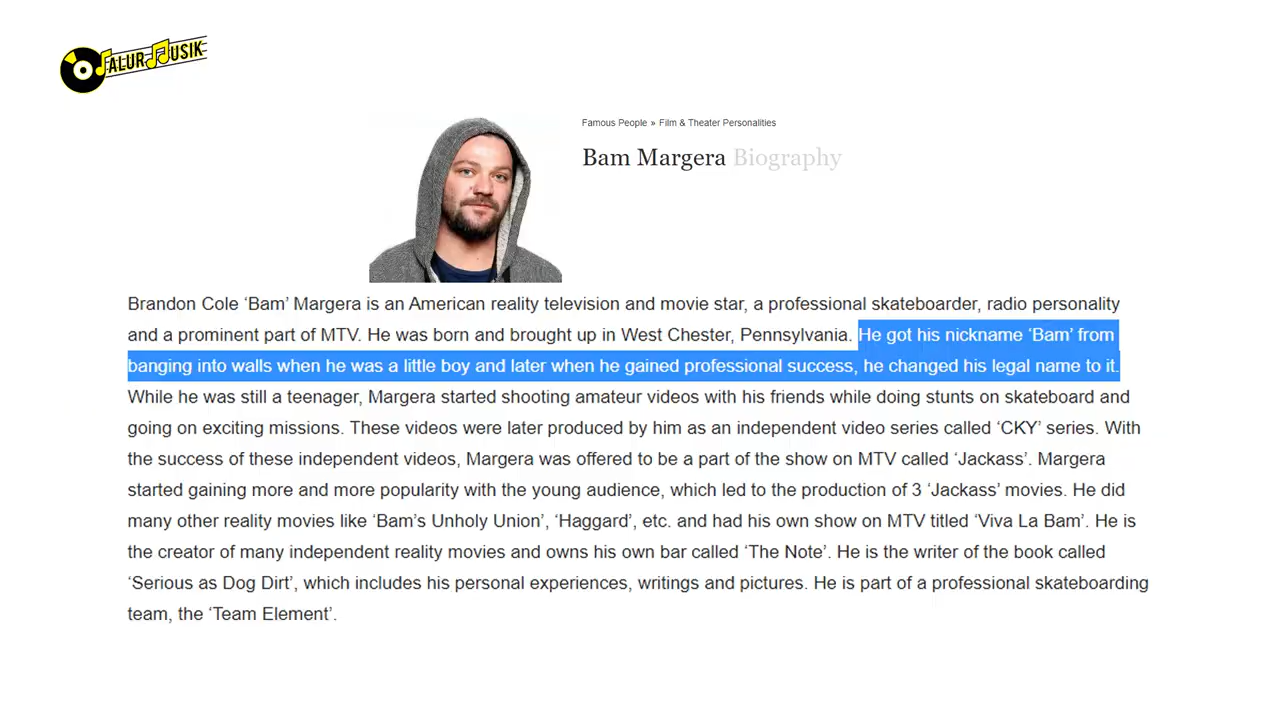 JALUR MUSIK
Famous People » Film & Theater Personalities
Bam Margera Biography
Brandon Cole ‘Bam’ Margera is an American reality television and movie star, a professional skateboarder, radio personality
and a prominent part of MTV. He was born and brought up in West Chester, Pennsylvania. He got his nickname ‘Bam’ from
banging into walls when he was a little boy and later when he gained professional success, he changed his legal name to it.
While he was still a teenager, Margera started shooting amateur videos with his friends while doing stunts on skateboard and
going on exciting missions. These videos were later produced by him as an independent video series called ‘CKY’ series. With
the success of these independent videos, Margera was offered to be a part of the show on MTV called ‘Jackass’. Margera
started gaining more and more popularity with the young audience, which led to the production of 3 ‘Jackass’ movies. He did
many other reality movies like ‘Bam’s Unholy Union’, ‘Haggard’, etc. and had his own show on MTV titled ‘Viva La Bam’. He is
the creator of many independent reality movies and owns his own bar called ‘The Note’. He is the writer of the book called
‘Serious as Dog Dirt’, which includes his personal experiences, writings and pictures. He is part of a professional skateboarding
team, the ‘Team Element’.